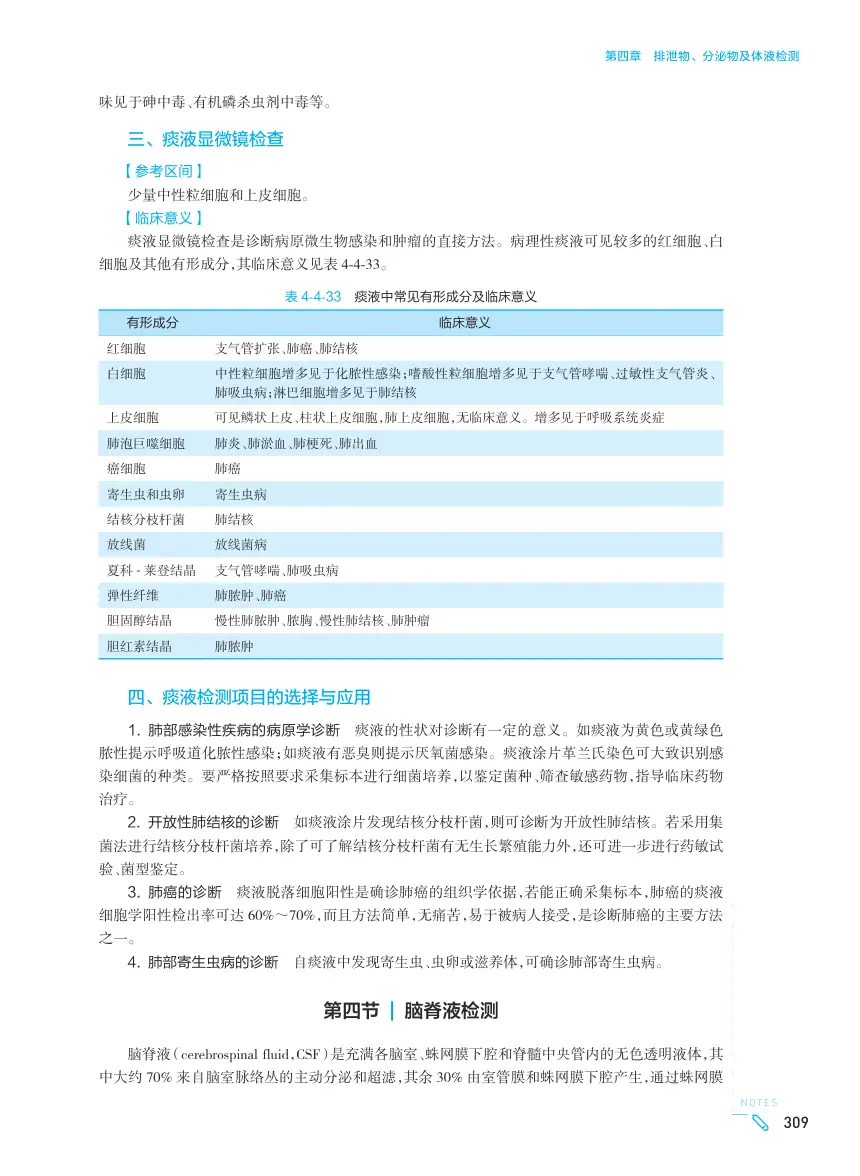 第四章 排泄物、分泌物及体液检测
味见于砷中毒、有机磷杀虫剂中毒等。
三、痰液显微镜检查
【参考区间】
少量中性粒细胞和上皮细胞。
【临床意义】
痰液显微镜检查是诊断病原微生物感染和肿瘤的直接方法。病理性痰液可见较多的红细胞、白
细胞及其他有形成分,其临床意义见表 4-4-33。
表 4-4-33 痰液中常见有形成分及临床意义
有形成分 临床意义
红细胞 支气管扩张、肺癌、肺结核
白细胞 中性粒细胞增多见于化脓性感染;嗜酸性粒细胞增多见于支气管哮喘、过敏性支气管炎、
肺吸虫病;淋巴细胞增多见于肺结核
上皮细胞 可见鳞状上皮、柱状上皮细胞,肺上皮细胞,无临床意义。增多见于呼吸系统炎症
肺泡巨噬细胞 肺炎、肺淤血、肺梗死、肺出血
癌细胞 肺癌
寄生虫和虫卵 寄生虫病
结核分枝杆菌 肺结核
放线菌 放线菌病
夏科 - 莱登结晶 支气管哮喘、肺吸虫病
弹性纤维 肺脓肿、肺癌
胆固醇结晶 慢性肺脓肿、脓胸、慢性肺结核、肺肿瘤
胆红素结晶 肺脓肿
四、痰液检测项目的选择与应用
1. 肺部感染性疾病的病原学诊断 痰液的性状对诊断有一定的意义。如痰液为黄色或黄绿色
脓性提示呼吸道化脓性感染;如痰液有恶臭则提示厌氧菌感染。痰液涂片革兰氏染色可大致识别感
染细菌的种类。要严格按照要求采集标本进行细菌培养,以鉴定菌种、筛查敏感药物,指导临床药物
治疗。
2. 开放性肺结核的诊断 如痰液涂片发现结核分枝杆菌,则可诊断为开放性肺结核。若采用集
菌法进行结核分枝杆菌培养,除了可了解结核分枝杆菌有无生长繁殖能力外,还可进一步进行药敏试
验、菌型鉴定。
3. 肺癌的诊断 痰液脱落细胞阳性是确诊肺癌的组织学依据,若能正确采集标本,肺癌的痰液
细胞学阳性检出率可达 60%～70%,而且方法简单,无痛苦,易于被病人接受,是诊断肺癌的主要方法
之一。
4. 肺部寄生虫病的诊断 自痰液中发现寄生虫、虫卵或滋养体,可确诊肺部寄生虫病。
第四节 | 脑脊液检测
脑脊液(cerebrospinal fluid,CSF)是充满各脑室、蛛网膜下腔和脊髓中央管内的无色透明液体,其
中大约 70% 来自脑室脉络丛的主动分泌和超滤,其余 30% 由室管膜和蛛网膜下腔产生,通过蛛网膜
NOTES
309